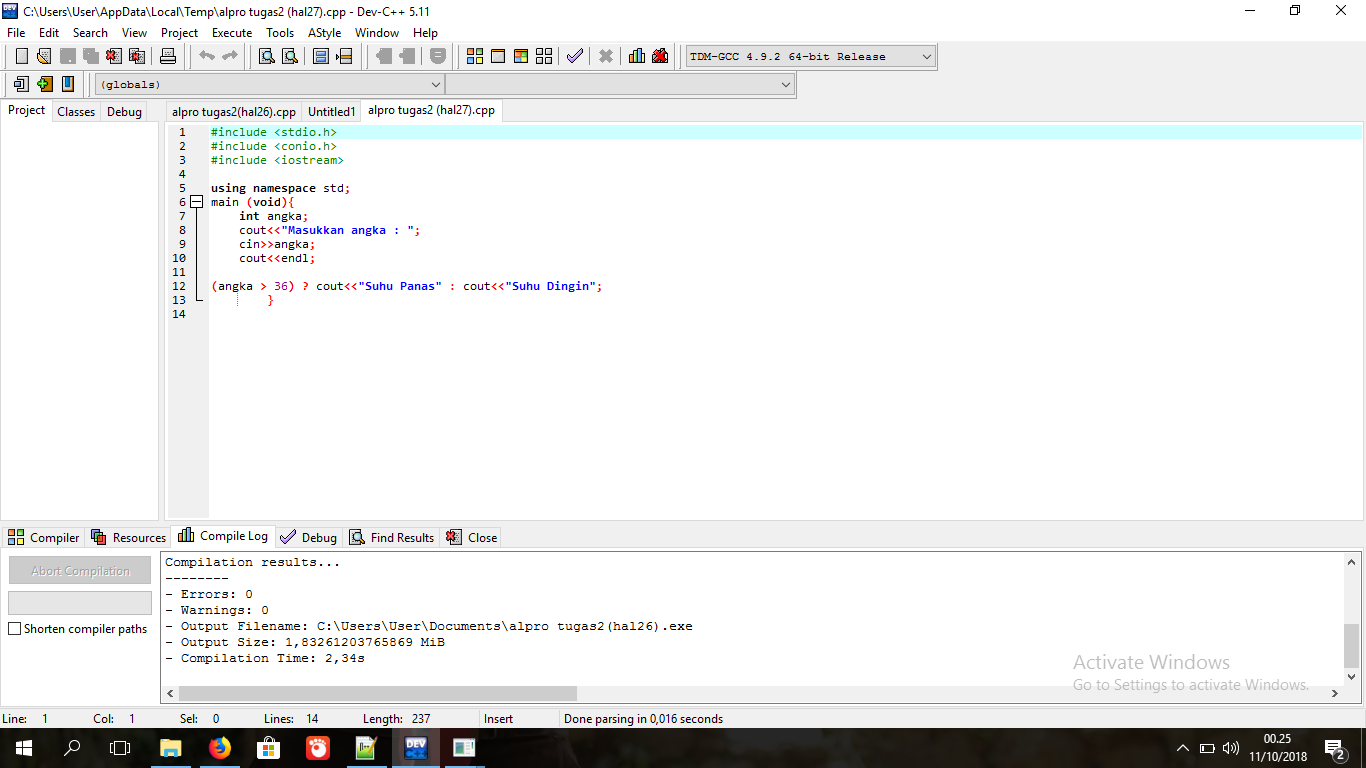 C:\Users\User\AppData\Local\Temp\alpro tugas2 (hal27).cpp - Dev-C++ 5.11
File Edit Search View Project Execute Tools AStyle Window Help
TDM-GCC 4.9.2 64-bit Release
(globals)
Project Classes Debug
alpro tugas2(hal26).cpp Untitled1 alpro tugas2 (hal27).cpp
1 #include <stdio.h>
2 #include <conio.h>
3 #include <iostream>
4
5 using namespace std;
6 main (void){
7 int angka;
8 cout<<"Masukkan angka : ";
9 cin>>angka;
10 cout<<endl;
11
12 (angka > 36) ? cout<<"Suhu Panas" : cout<<"Suhu Dingin";
13 }
14
Compiler Resources Compile Log Debug Find Results Close
Abort Compilation
Shorten compiler paths
Compilation results...
--------
- Errors: 0
- Warnings: 0
- Output Filename: C:\Users\User\Documents\alpro tugas2(hal26).exe
- Output Size: 1,83261203765869 MiB
- Compilation Time: 2,34s
Activate Windows
Go to Settings to activate Windows.
Line: 1 Col: 1 Sel: 0 Lines: 14 Length: 237 Insert Done parsing in 0,016 seconds
DEV
00.25
11/10/2018
2